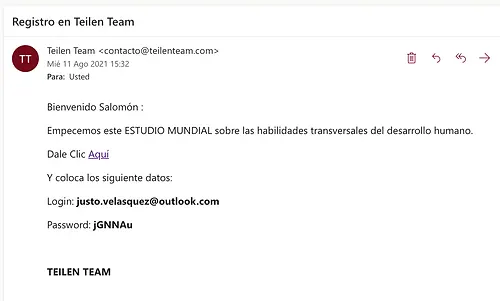 Registro en Teilen Team
TT
Teilen Team <contacto@teilenteam.com>
Mié 11 Ago 2021 15:32
Para: Usted
Bienvenido Salomón :
Empecemos este ESTUDIO MUNDIAL sobre las habilidades transversales del desarrollo humano.
Dale Clic Aquí
Y coloca los siguiente datos:
Login: justo.velasquez@outlook.com
Password: jGNNAu
TEILEN TEAM